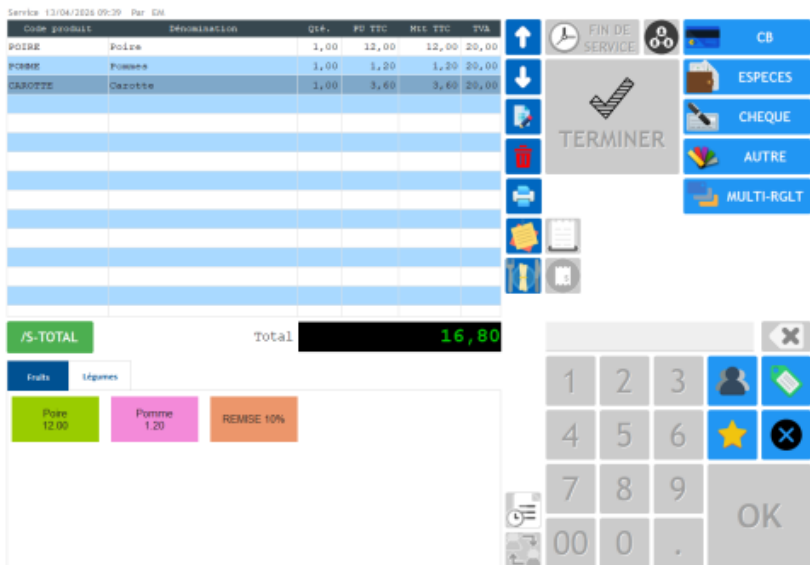 Service 13/04/2026 09:39 Par EM
Code produit Dénomination Qté. PU TTC Mtt TTC TVA
POIRE Poire 1,00 12,00 12,00 20,00
POMME Pommes 1,00 1,20 1,20 20,00
CAROTTE Carotte 1,00 3,60 3,60 20,00
FIN DE
SERVICE
TERMINER
CB
ESPECES
CHEQUE
AUTRE
MULTI-RGLT
/S-TOTAL Total 16,80
Fruits Légumes
Poire
12.00
Pomme
1.20
REMISE 10%
1 2 3
4 5 6
7 8 9
00 0 .
OK